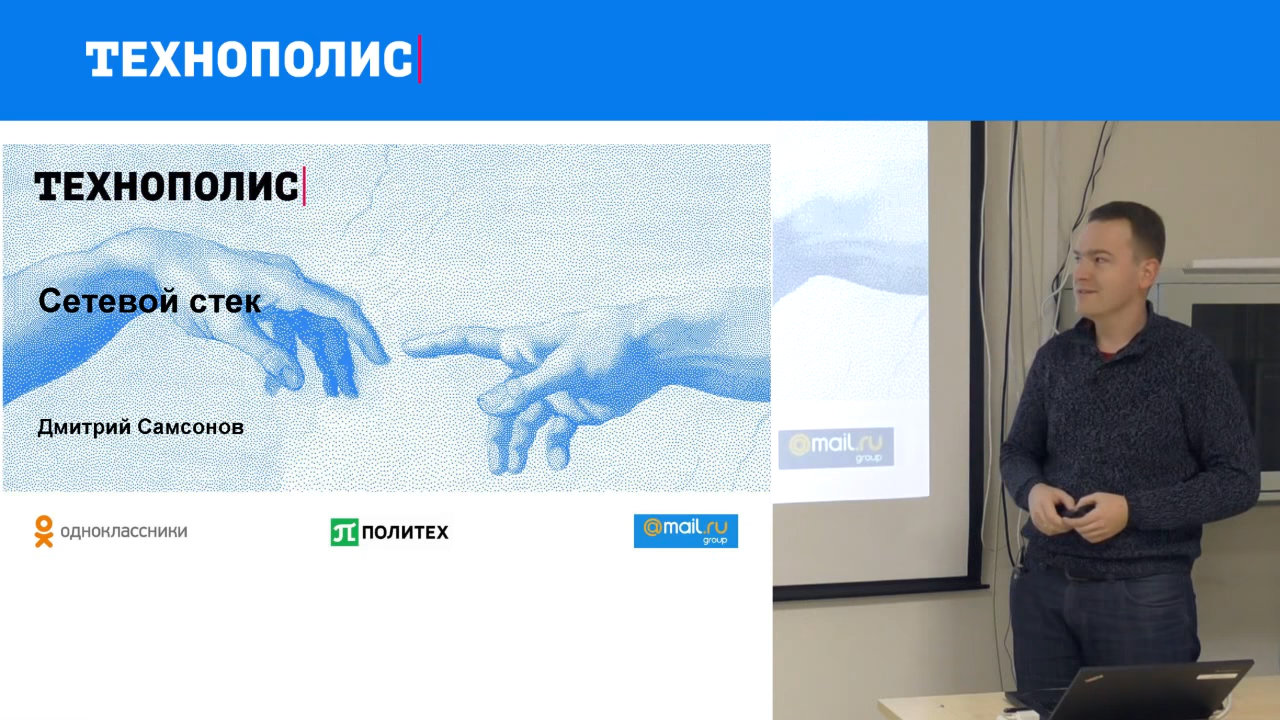 ТЕХНОПОЛИС
ТЕХНОПОЛИС
Сетевой стек
Дмитрий Самсонов
одноклассники
ПОЛИТЕХ
@mail.ru
group
@mail.ru
group